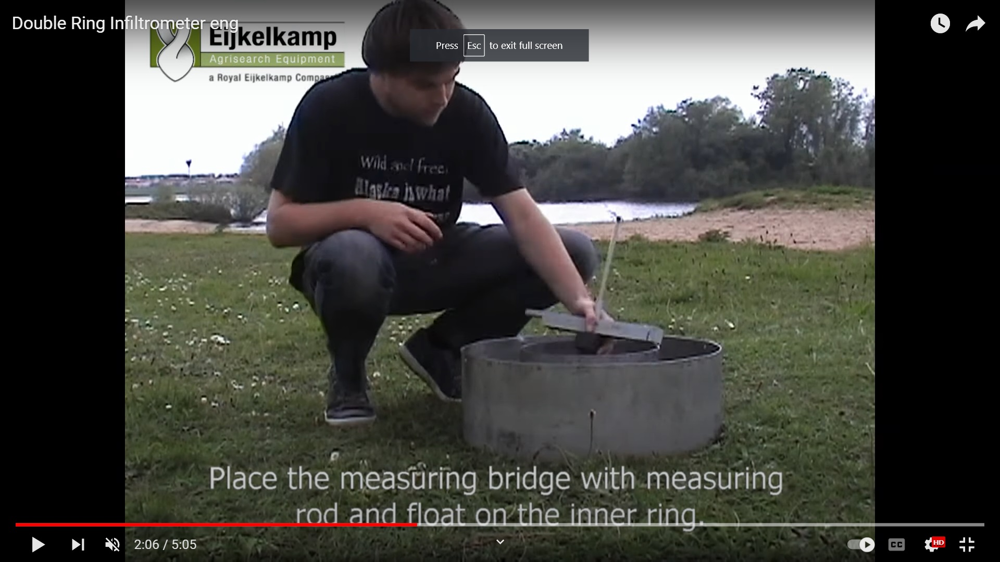 Double Ring Infiltrometer eng
Eijkelkamp
Agrisearch Equipment
a Royal Eijkelkamp
Press Esc to exit full screen
Wild and free.
Alaska is what
Place the measuring bridge with measuring
rod and float on the inner ring.
2:06 / 5:05
CC
HD